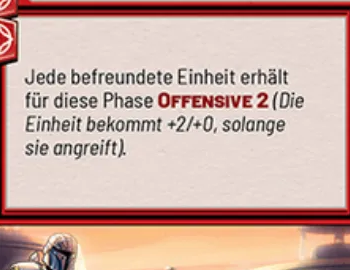 Jede befreundete Einheit erhält
für diese Phase OFFENSIVE 2 (Die
Einheit bekommt +2/+0, solange
sie angreift).